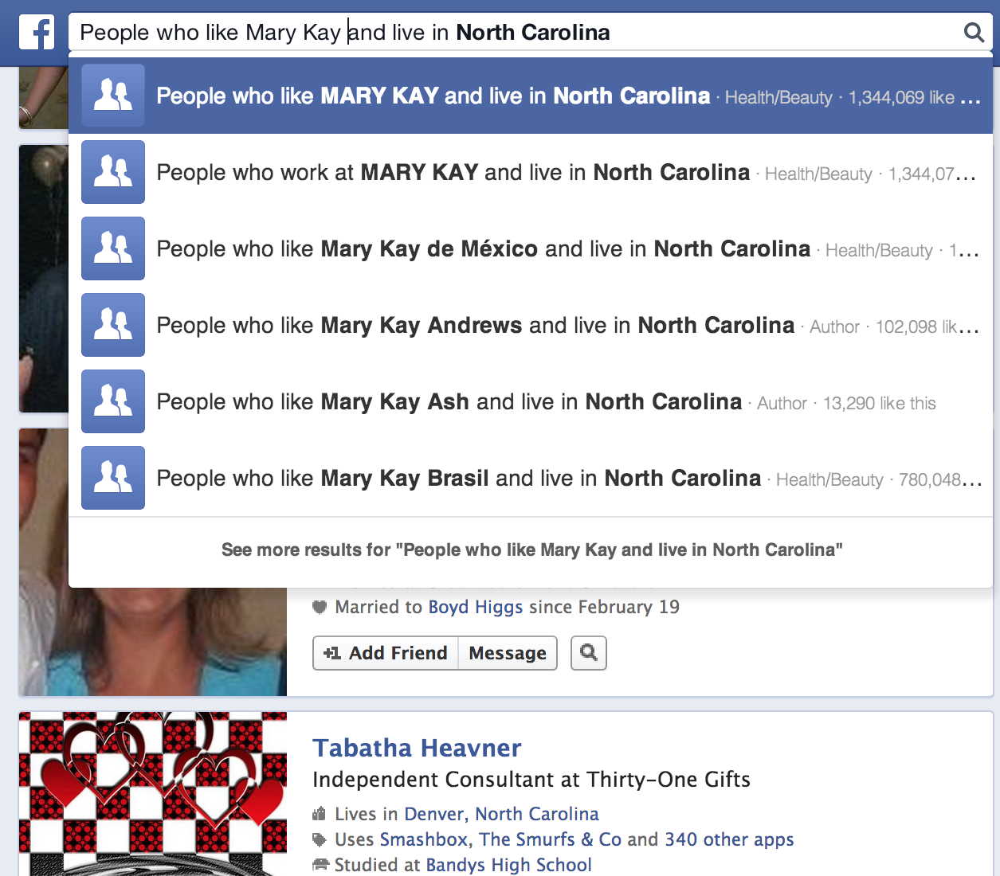 People who like Mary Kay and live in North Carolina
People who like MARY KAY and live in North Carolina · Health/Beauty · 1,344,069 like ...
People who work at MARY KAY and live in North Carolina · Health/Beauty · 1,344,07...
People who like Mary Kay de México and live in North Carolina · Health/Beauty · 1...
People who like Mary Kay Andrews and live in North Carolina · Author · 102,098 lik...
People who like Mary Kay Ash and live in North Carolina · Author · 13,290 like this
People who like Mary Kay Brasil and live in North Carolina · Health/Beauty · 780,048...
See more results for "People who like Mary Kay and live in North Carolina"
Married to Boyd Higgs since February 19
+1 Add Friend Message
Tabatha Heavner
Independent Consultant at Thirty-One Gifts
Lives in Denver, North Carolina
Uses Smashbox, The Smurfs & Co and 340 other apps
Studied at Bandys High School